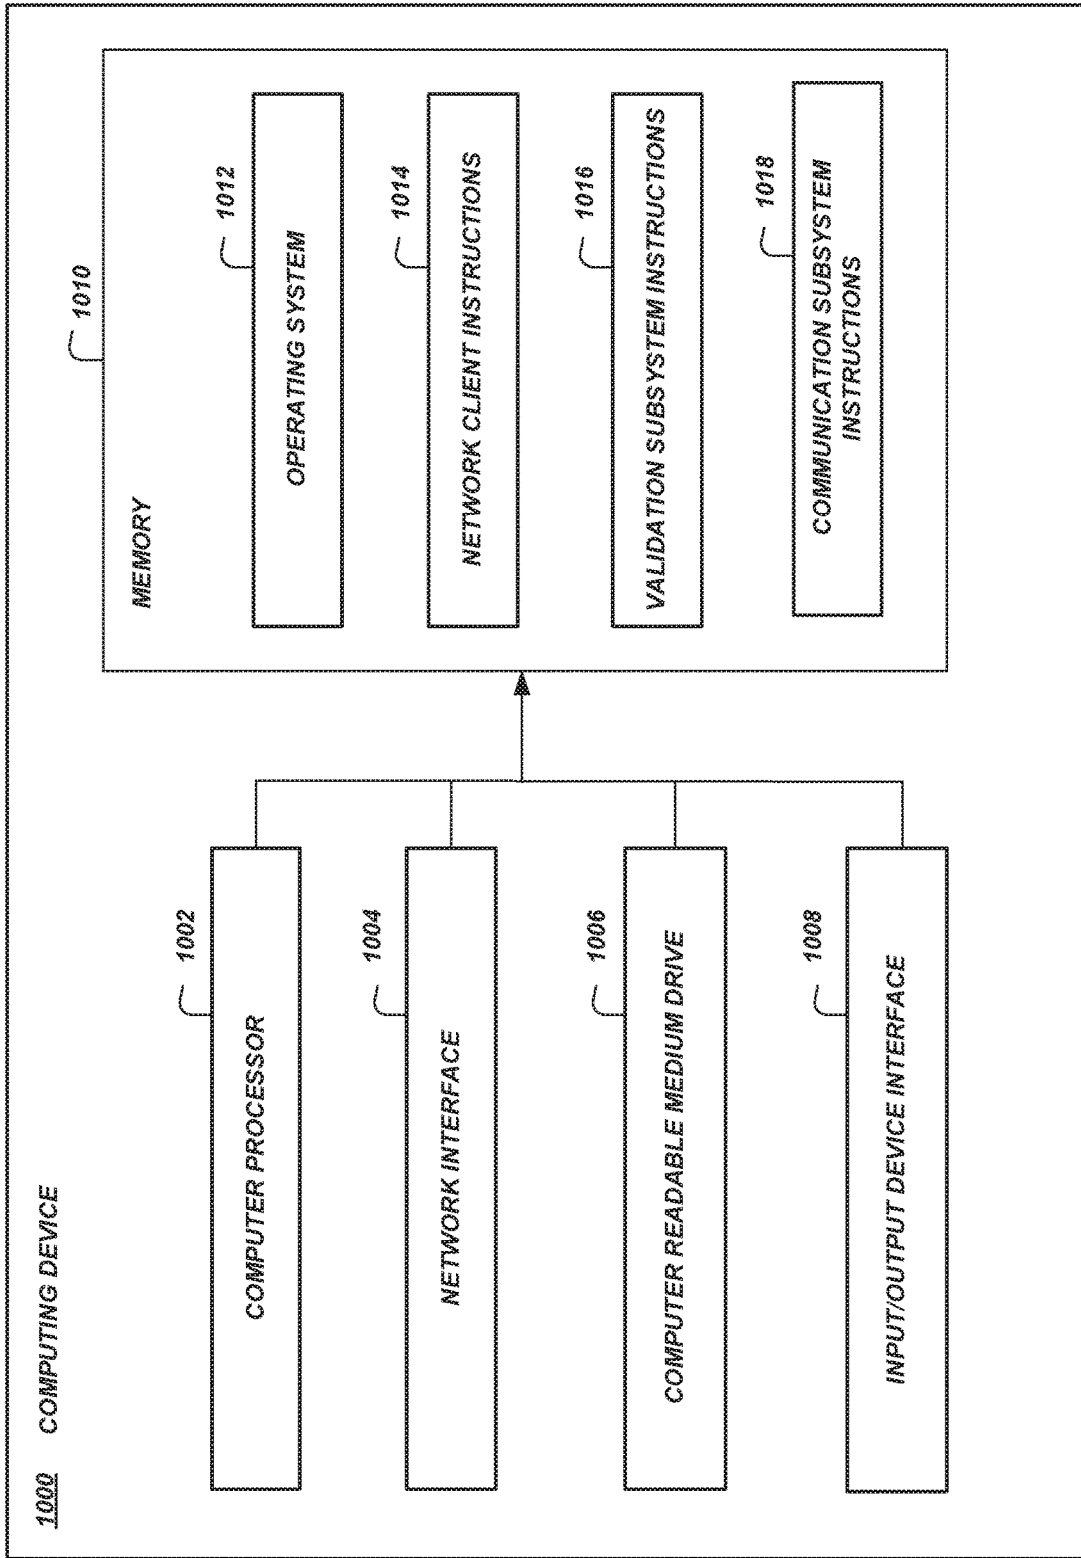 1000 COMPUTING DEVICE
1002
COMPUTER PROCESSOR
1004
NETWORK INTERFACE
1006
COMPUTER READABLE MEDIUM DRIVE
1008
INPUT/OUTPUT DEVICE INTERFACE
1010
MEMORY
1012
OPERATING SYSTEM
1014
NETWORK CLIENT INSTRUCTIONS
1016
VALIDATION SUBSYSTEM INSTRUCTIONS
1018
COMMUNICATION SUBSYSTEM
INSTRUCTIONS